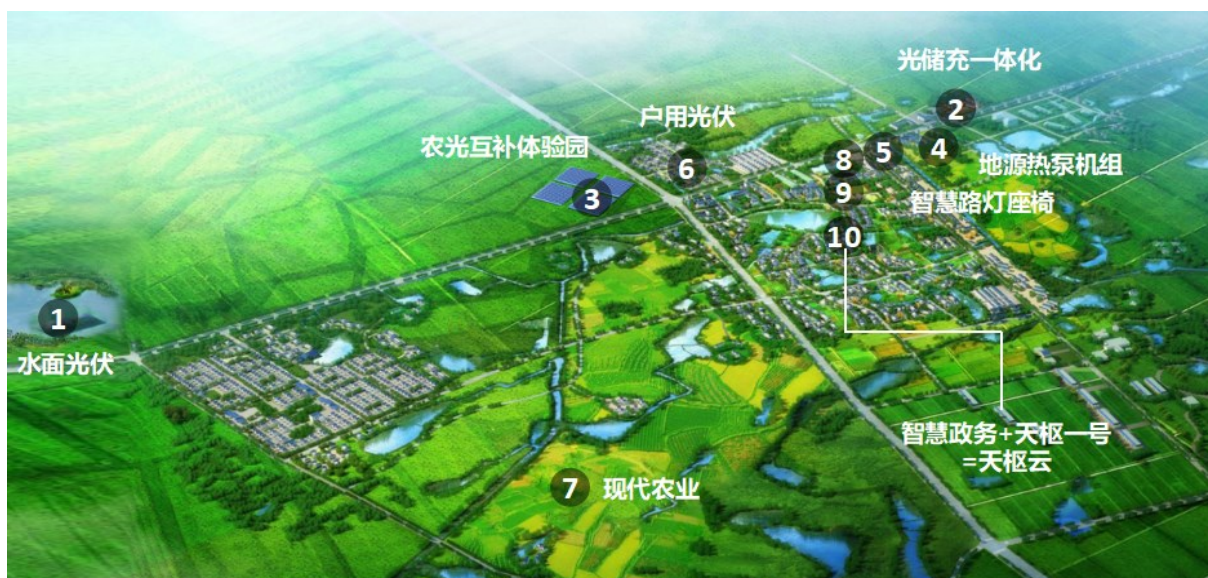 光储充一体化
2
户用光伏
农光互补体验园
8
5
4
6
地源热泵机组
3
9
智慧路灯座椅
10
1
水面光伏
智慧政务+天枢一号
=天枢云
7
现代农业